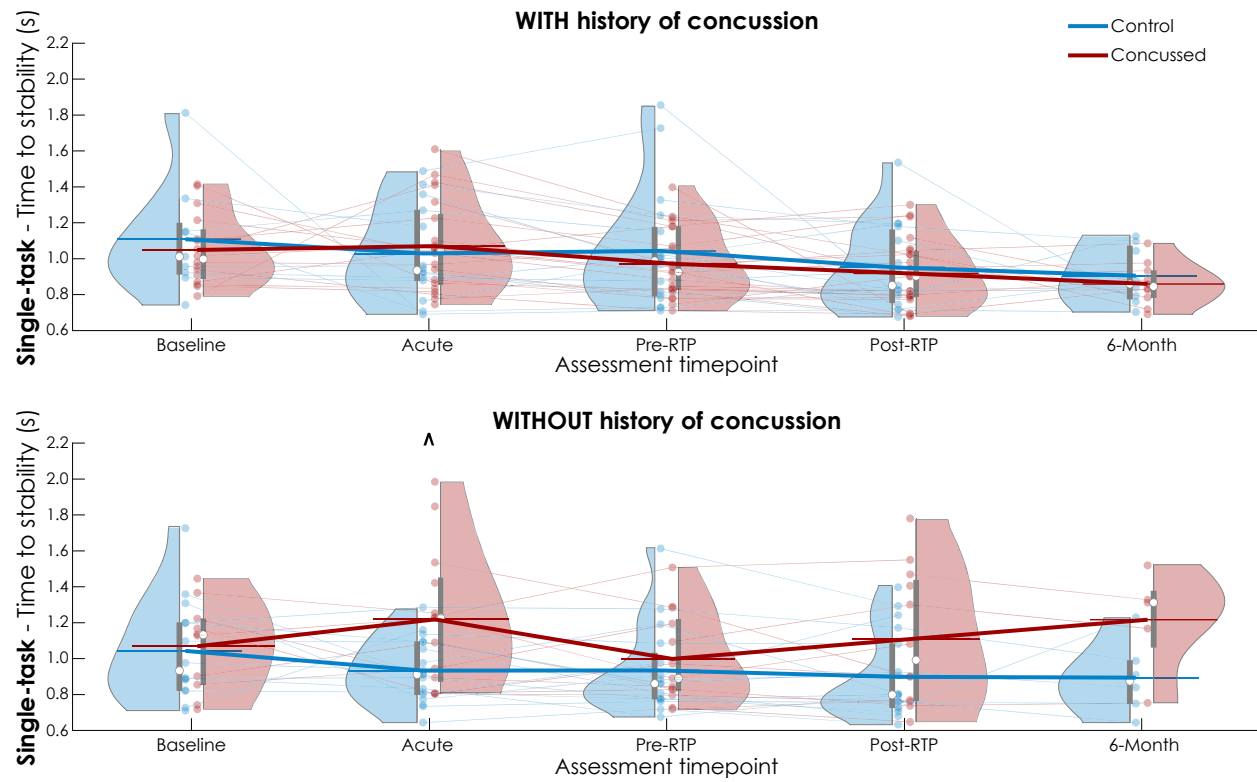 WITH history of concussion
Control
Concussed
Single-task - Time to stability (s)
2.2
2.0
1.8
1.6
1.4
1.2
1.0
0.8
0.6
Baseline
Acute
Pre-RTP
Post-RTP
6-Month
Assessment timepoint
WITHOUT history of concussion
^
Single-task - Time to stability (s)
2.2
2.0
1.8
1.6
1.4
1.2
1.0
0.8
0.6
Baseline
Acute
Pre-RTP
Post-RTP
6-Month
Assessment timepoint